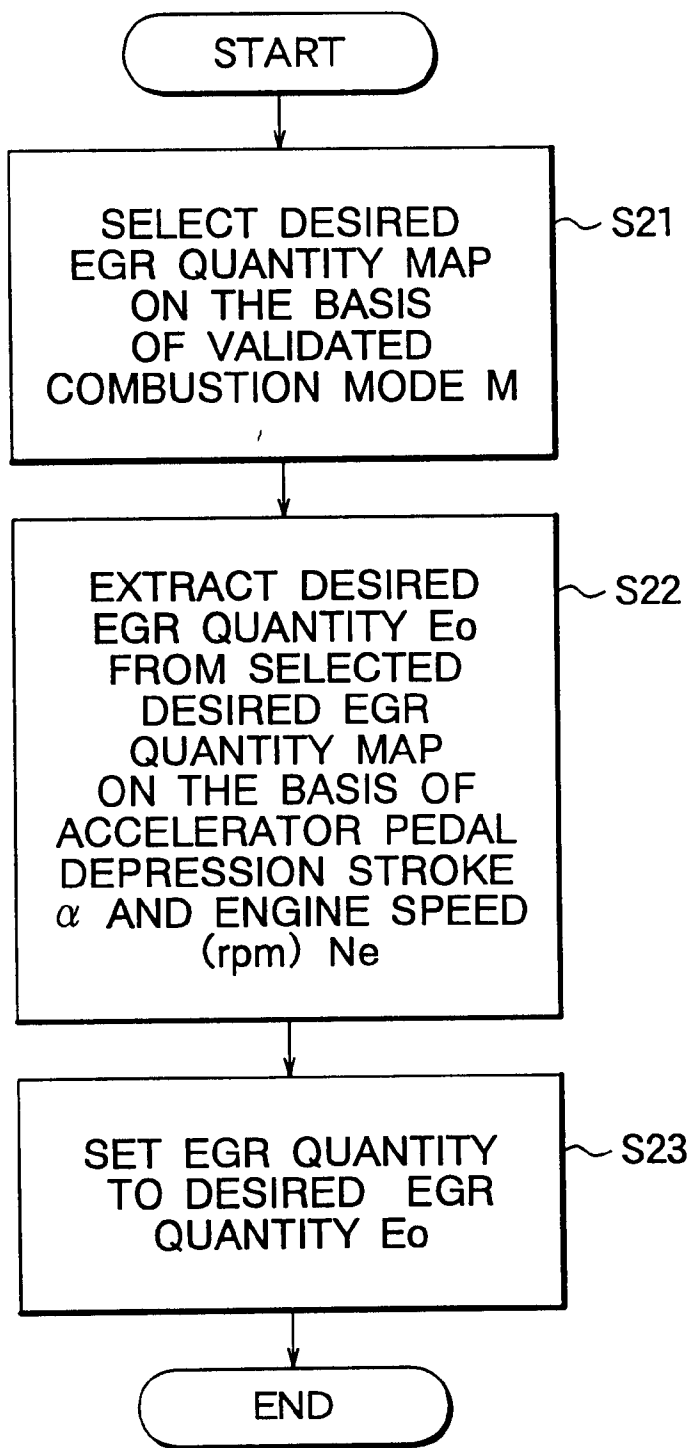 START
SELECT DESIRED
EGR QUANTITY MAP
ON THE BASIS
OF VALIDATED
COMBUSTION MODE M
S21
EXTRACT DESIRED
EGR QUANTITY Eo
FROM SELECTED
DESIRED EGR
QUANTITY MAP
ON THE BASIS OF
ACCELERATOR PEDAL
DEPRESSION STROKE
α AND ENGINE SPEED
(rpm) Ne
S22
SET EGR QUANTITY
TO DESIRED EGR
QUANTITY Eo
S23
END